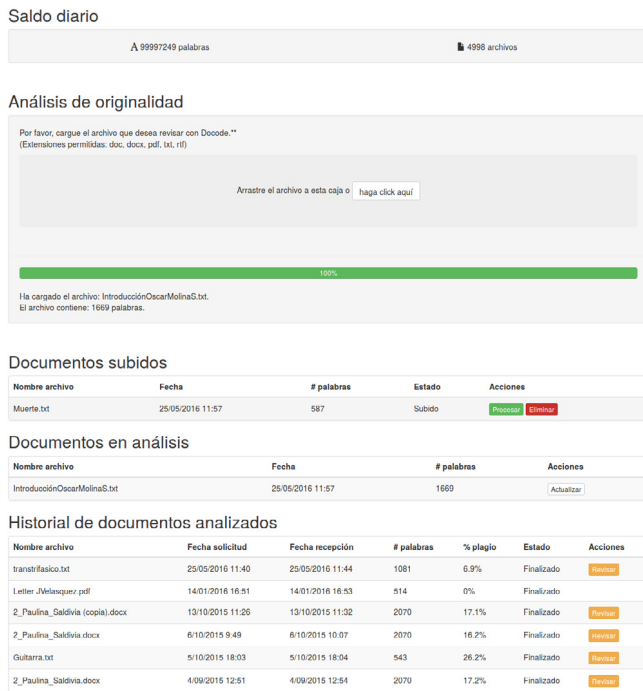 Saldo diario
A 99997249 palabras 4998 archivos
Análisis de originalidad
Por favor, cargue el archivo que desea revisar con Docode.**
(Extensiones permitidas: doc, docx, pdf, txt, rtf)
Arrastre el archivo a esta caja o haga click aquí
100%
Ha cargado el archivo: IntroducciónOscarMolinaS.txt.
El archivo contiene: 1669 palabras.
Documentos subidos
Nombre archivo Fecha # palabras Estado Acciones
Muerte.txt 25/05/2016 11:57 587 Subido Procesar Eliminar
Documentos en análisis
Nombre archivo Fecha # palabras Acciones
IntroducciónOscarMolinaS.txt 25/05/2016 11:57 1669 Actualizar
Historial de documentos analizados
Nombre archivo Fecha solicitud Fecha recepción # palabras % plagio Estado Acciones
transtrifasico.txt 25/05/2016 11:40 25/05/2016 11:44 1081 6.9% Finalizado Revisar
Letter JVelasquez.pdf 14/01/2016 16:51 14/01/2016 16:53 514 0% Finalizado
2_Paulina_Saldivia (copia).docx 13/10/2015 11:26 13/10/2015 11:32 2070 17.1% Finalizado Revisar
2_Paulina_Saldivia.docx 6/10/2015 9:49 6/10/2015 10:07 2070 16.2% Finalizado Revisar
Guitarra.txt 5/10/2015 18:03 5/10/2015 18:04 543 26.2% Finalizado Revisar
2_Paulina_Saldivia.docx 4/09/2015 12:51 4/09/2015 12:54 2070 17.2% Finalizado Revisar